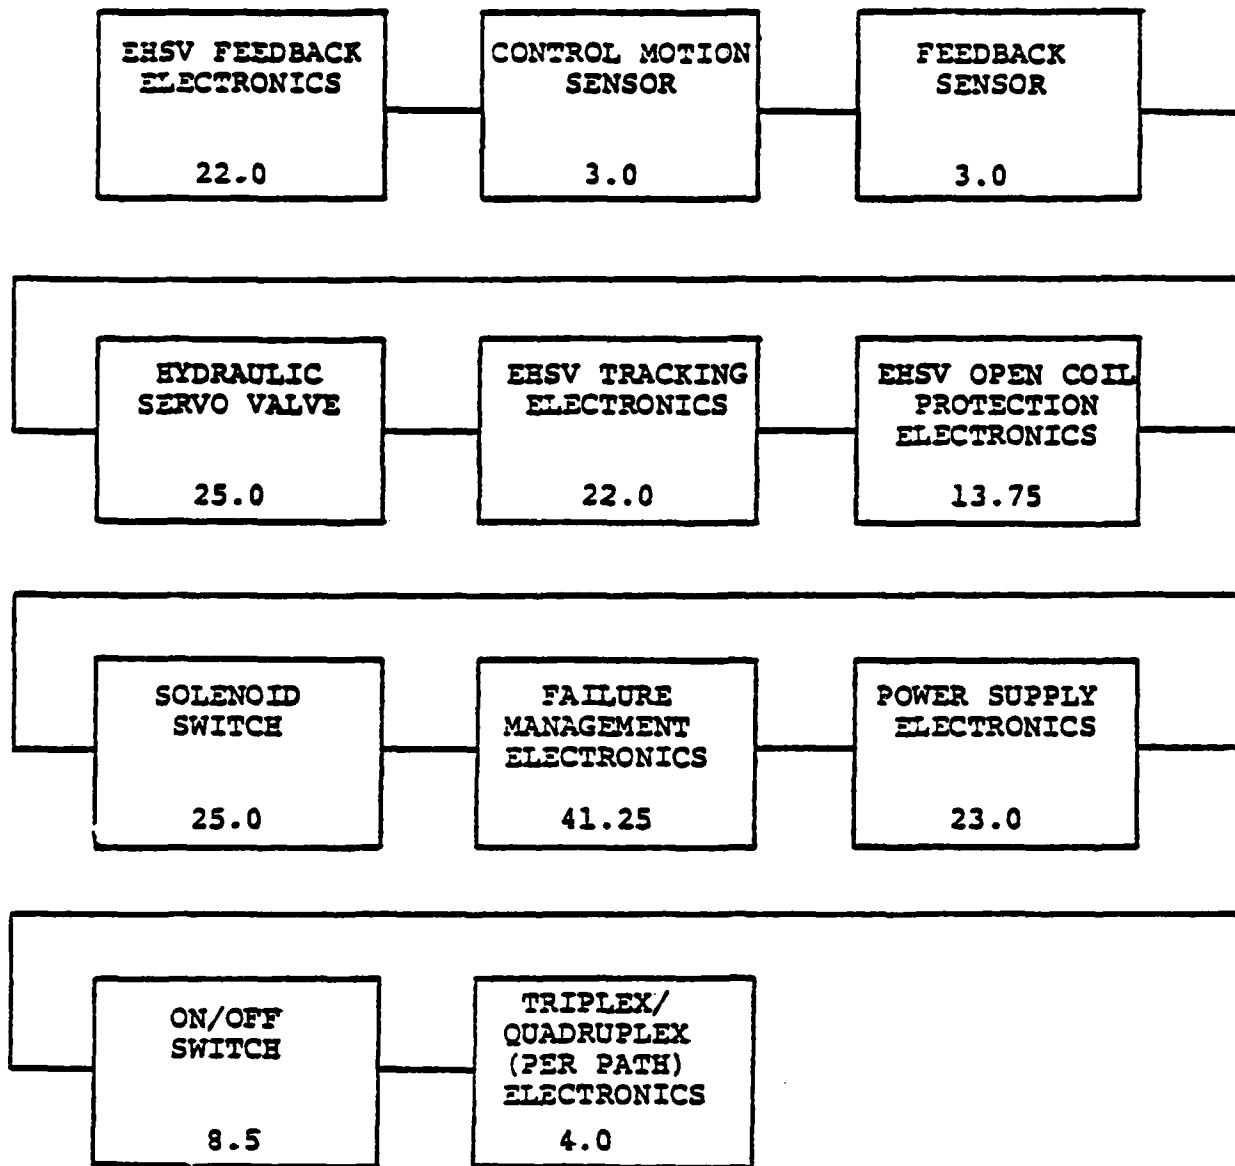 EHSV FEEDBACK
ELECTRONICS
22.0
CONTROL MOTION
SENSOR
3.0
FEEDBACK
SENSOR
3.0
HYDRAULIC
SERVO VALVE
25.0
EHSV TRACKING
ELECTRONICS
22.0
EHSV OPEN COIL
PROTECTION
ELECTRONICS
13.75
SOLENOID
SWITCH
25.0
FAILURE
MANAGEMENT
ELECTRONICS
41.25
POWER SUPPLY
ELECTRONICS
23.0
ON/OFF
SWITCH
8.5
TRIPLEX/
QUADRUPLEX
(PER PATH)
ELECTRONICS
4.0